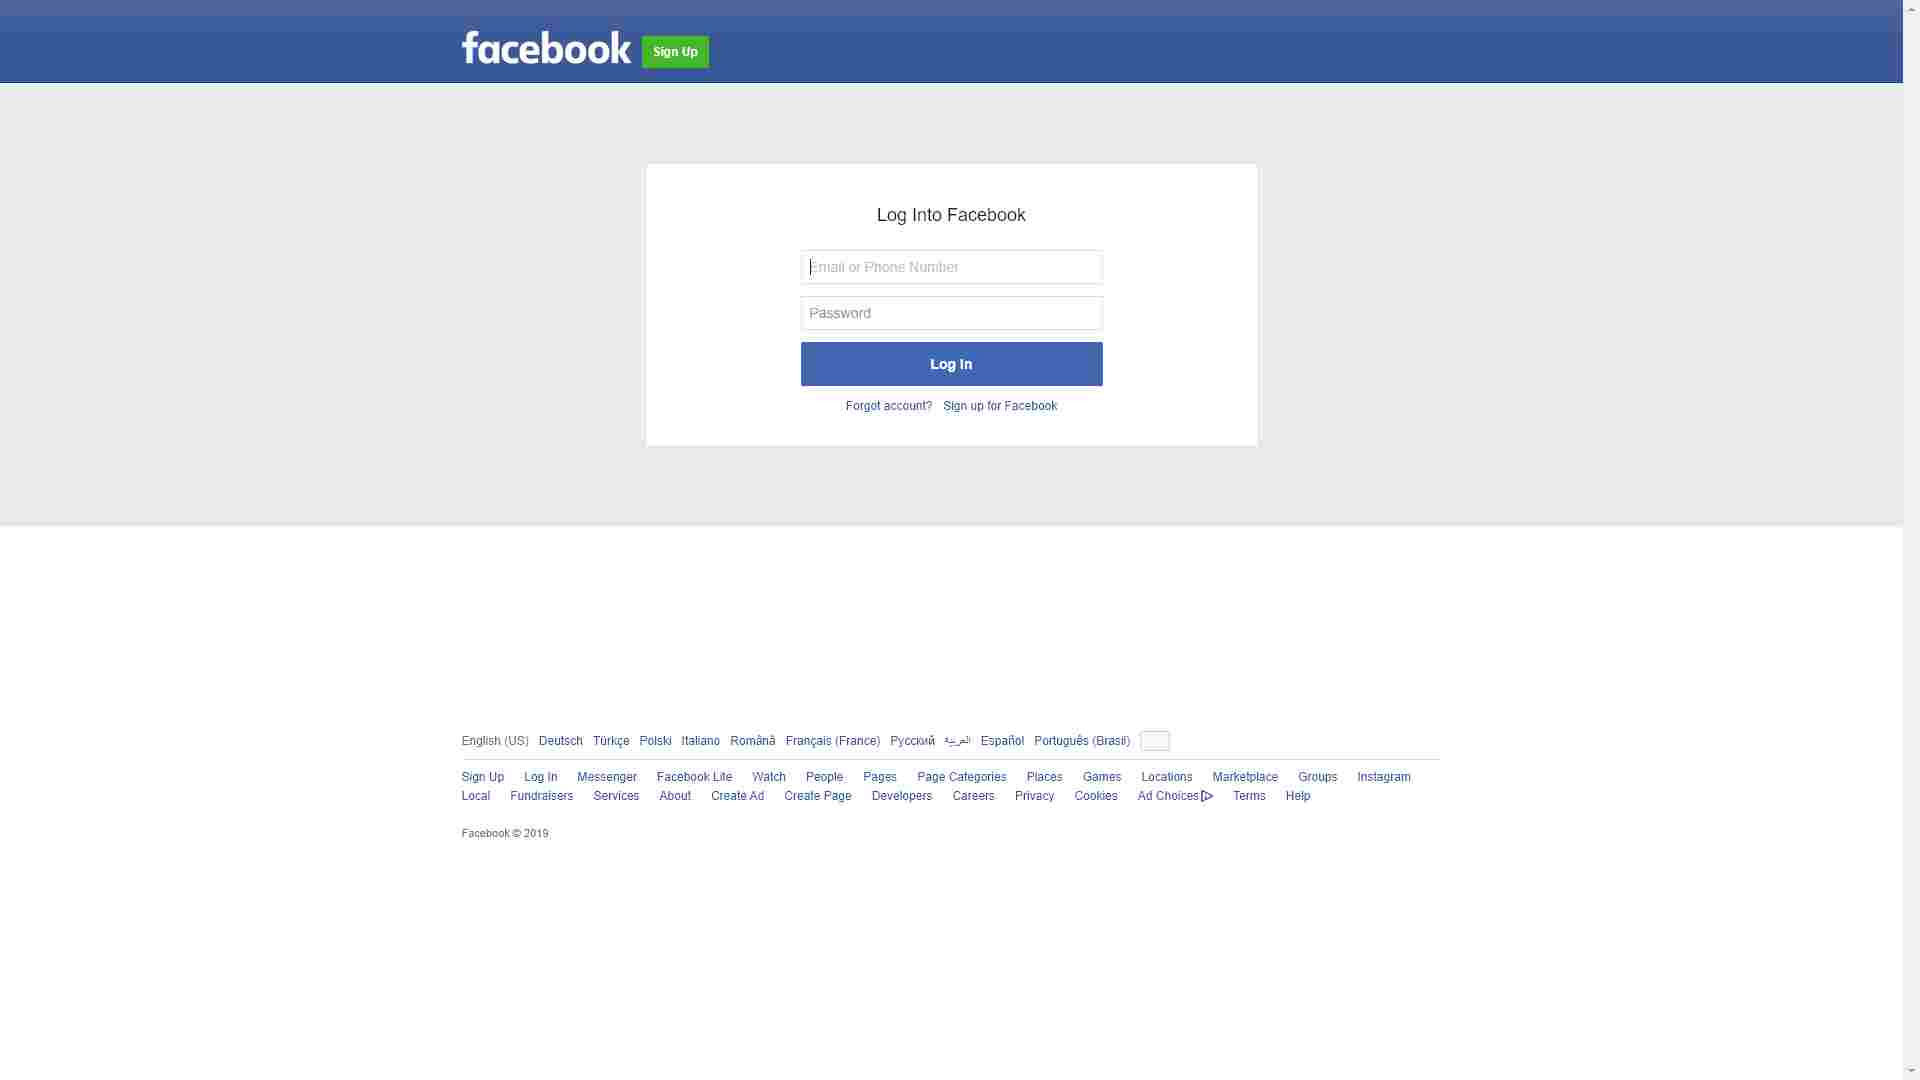 facebook Sign Up
Log Into Facebook
Email or Phone Number
Password
Log In
Forgot account? Sign up for Facebook
English (US) Deutsch Türkçe Polski Italiano Română Français (France) Русский العربية Español Português (Brasil)
Sign Up Log In Messenger Facebook Lite Watch People Pages Page Categories Places Games Locations Marketplace Groups Instagram
Local Fundraisers Services About Create Ad Create Page Developers Careers Privacy Cookies Ad Choices Terms Help
Facebook © 2019